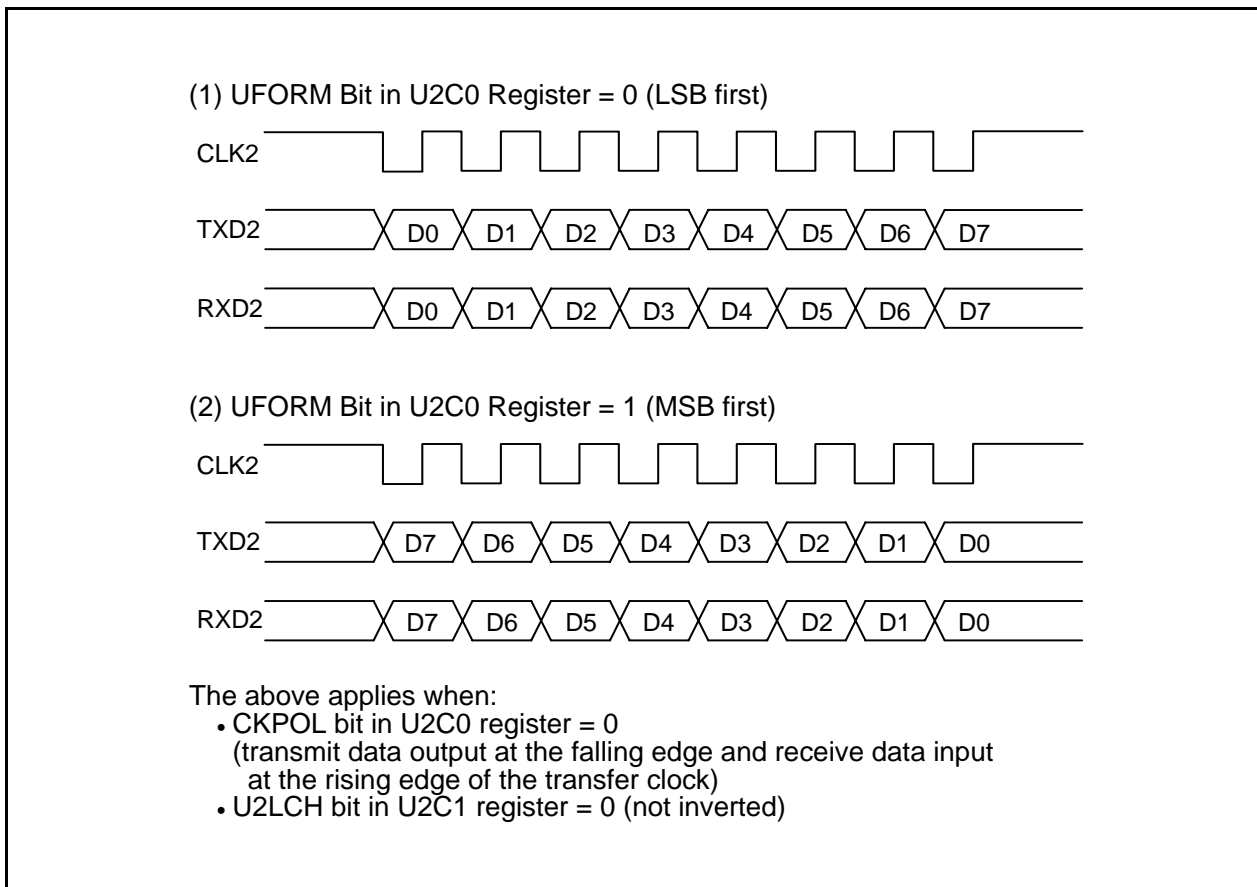 (1) UFORM Bit in U2C0 Register = 0 (LSB first)
CLK2
TXD2 D0 D1 D2 D3 D4 D5 D6 D7
RXD2 D0 D1 D2 D3 D4 D5 D6 D7
(2) UFORM Bit in U2C0 Register = 1 (MSB first)
CLK2
TXD2 D7 D6 D5 D4 D3 D2 D1 D0
RXD2 D7 D6 D5 D4 D3 D2 D1 D0
The above applies when:
• CKPOL bit in U2C0 register = 0
(transmit data output at the falling edge and receive data input
at the rising edge of the transfer clock)
• U2LCH bit in U2C1 register = 0 (not inverted)